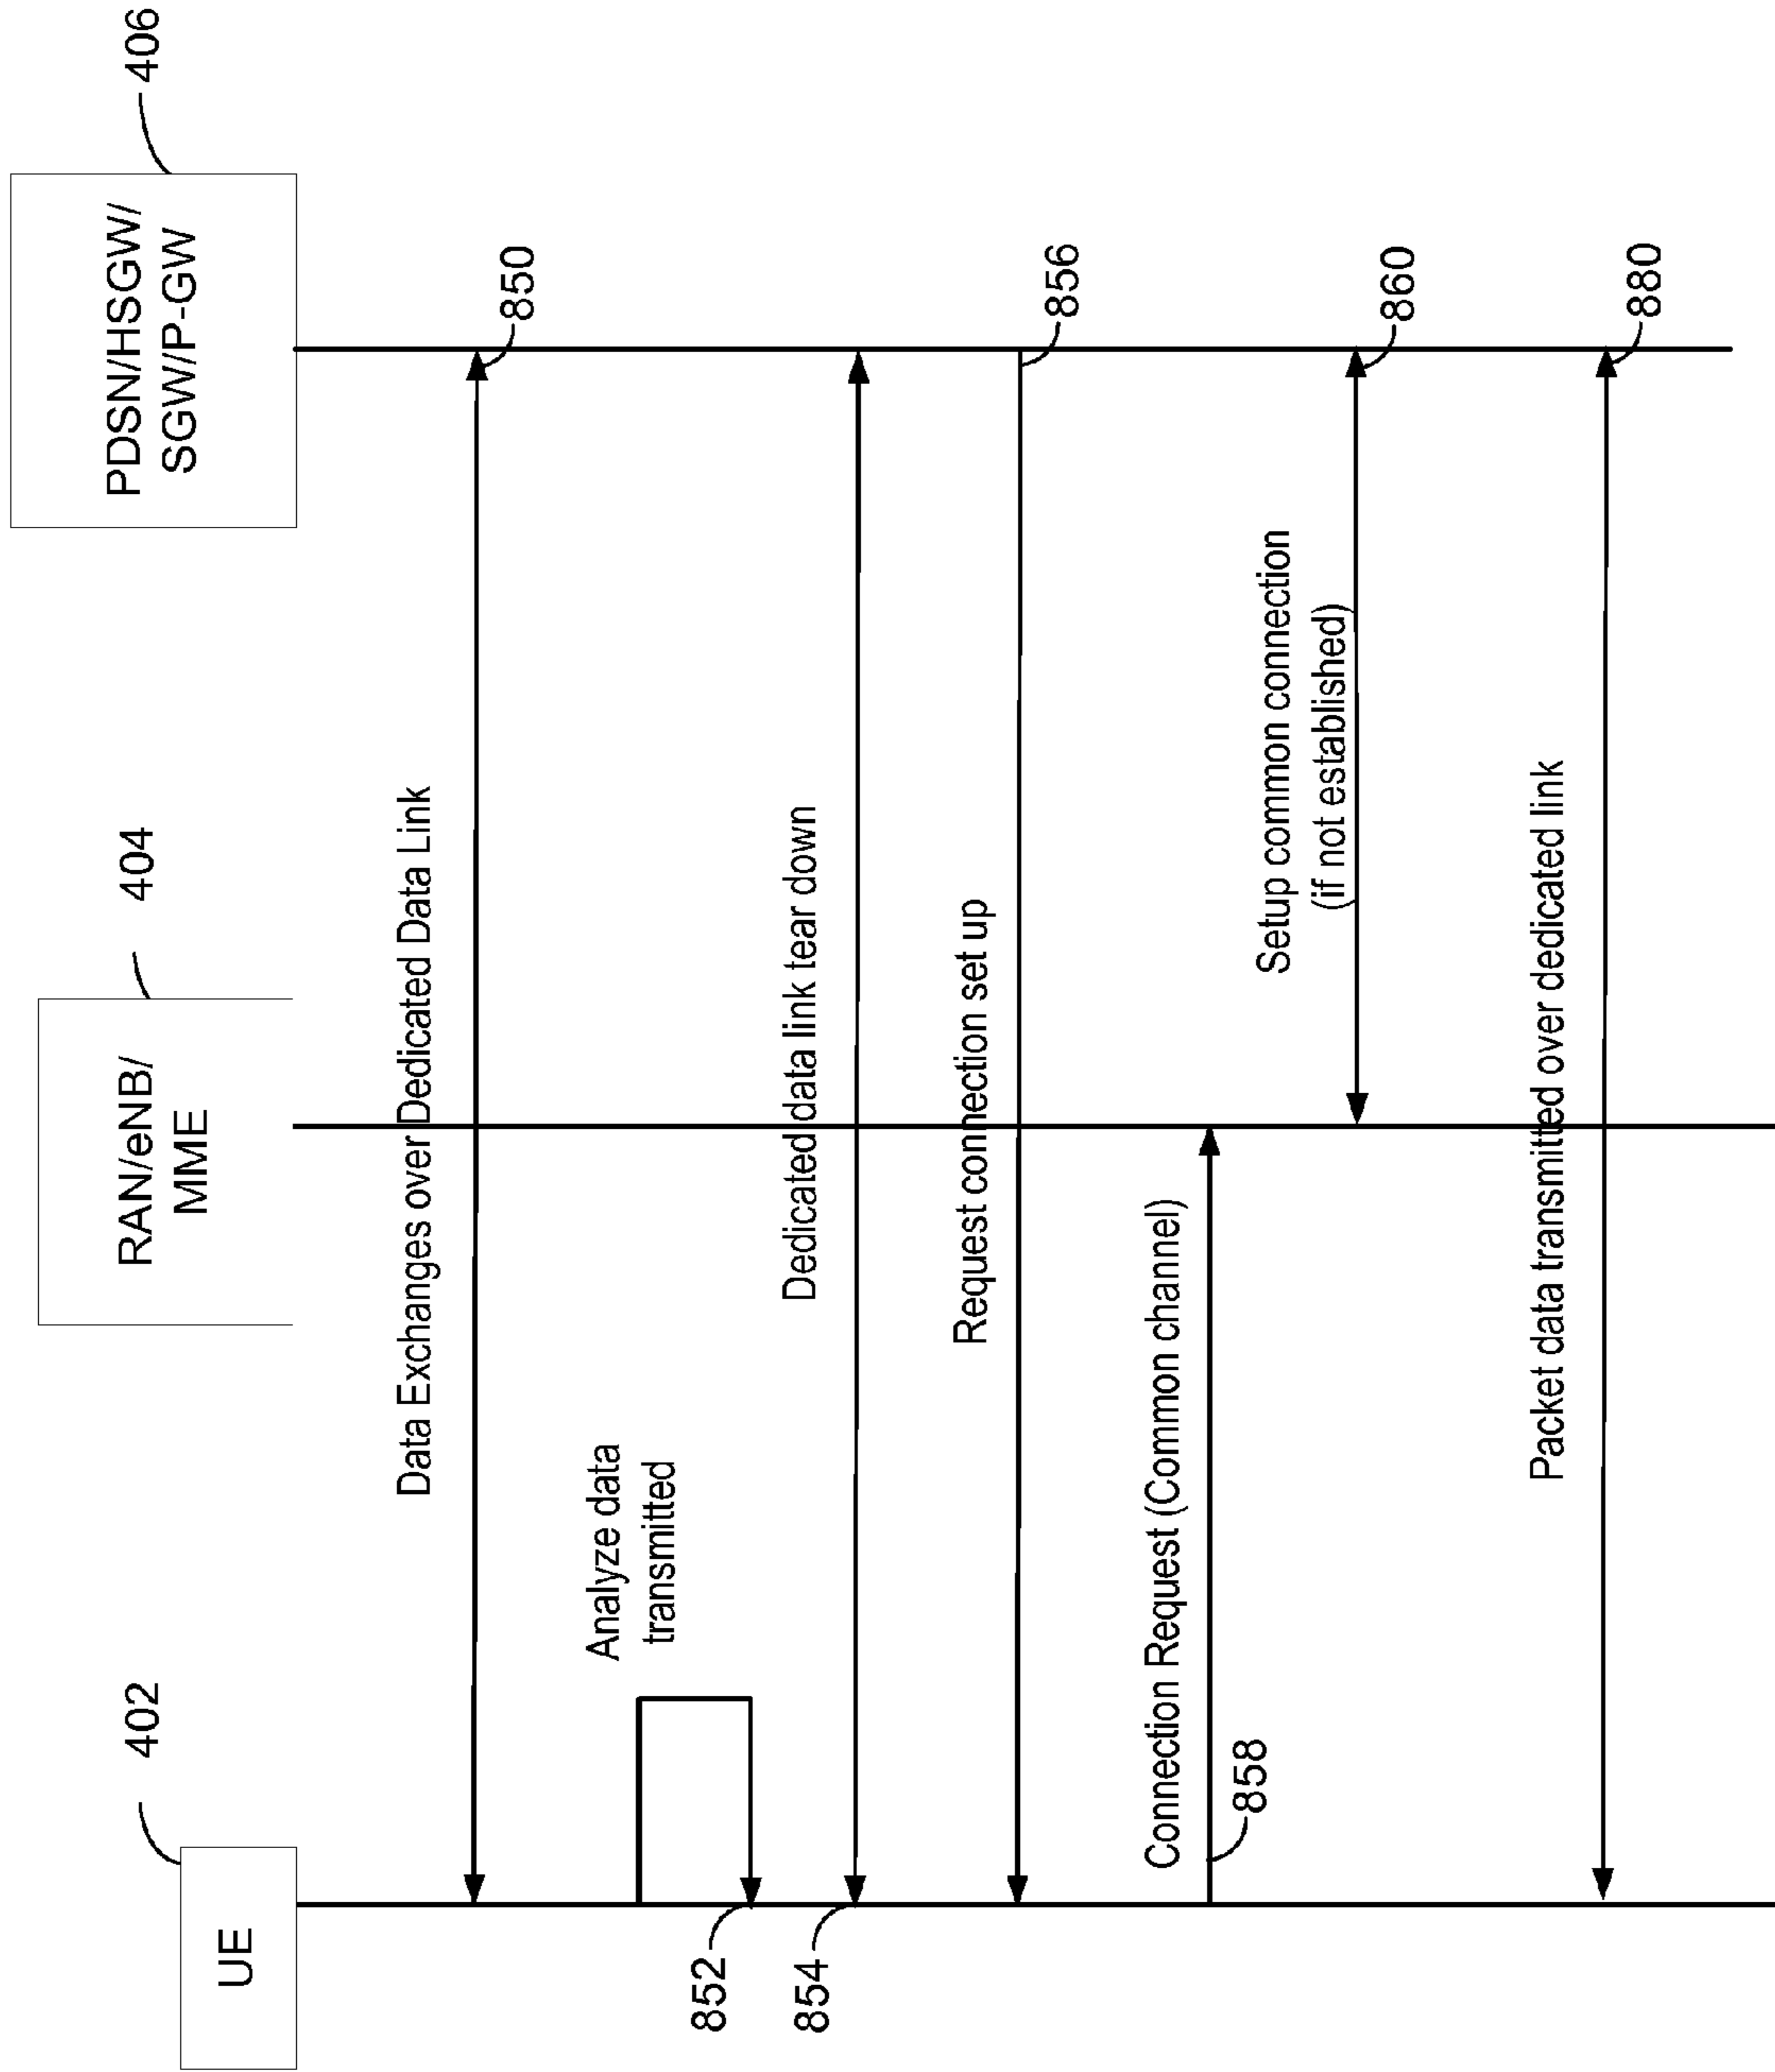 UE
402
RAN/eNB/
MME
404
PDSN/HSGW/
SGW/P-GW
406
Data Exchanges over Dedicated Data Link
850
Analyze data
transmitted
852
Dedicated data link tear down
854
Request connection set up
856
Connection Request (Common channel)
858
Setup common connection
(if not established)
860
Packet data transmitted over dedicated link
880